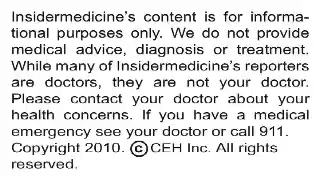 Insidermedicine's content is for informa-
tional purposes only. We do not provide
medical advice, diagnosis or treatment.
While many of Insidermedicine's reporters
are doctors, they are not your doctor.
Please contact your doctor about your
health concerns. If you have a medical
emergency see your doctor or call 911.
Copyright 2010. ©CEH Inc. All rights
reserved.